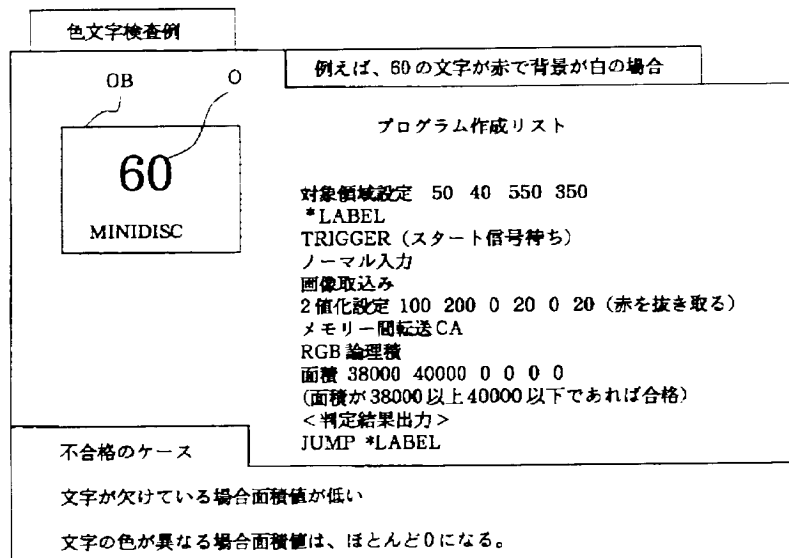 色文字検査例
例えば、60の文字が赤で背景が白の場合
OB
O
60
MINIDISC
プログラム作成リスト
対象領域設定 50 40 550 350
*LABEL
TRIGGER（スタート信号待ち）
ノーマル入力
画像取込み
2値化設定 100 200 0 20 0 20（赤を抜き取る）
メモリー間転送CA
RGB論理積
面積 38000 40000 0 0 0 0
(面積が38000以上40000以下であれば合格）
＜判定結果出力＞
JUMP *LABEL
不合格のケース
文字が欠けている場合面積値が低い
文字の色が異なる場合面積値は、ほとんど0になる。